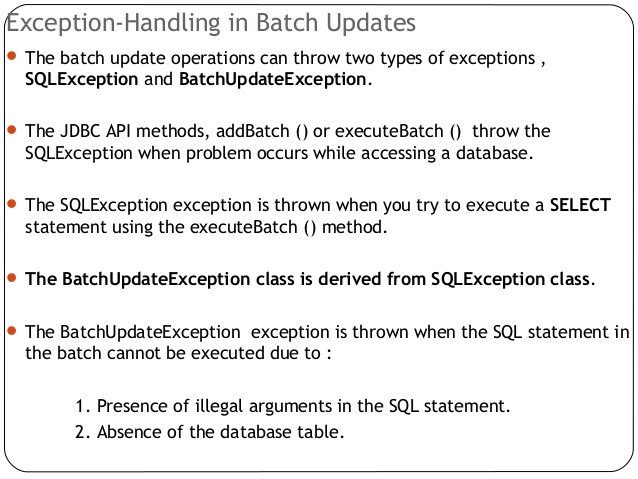 Exception-Handling in Batch Updates
• The batch update operations can throw two types of exceptions ,
SQLException and BatchUpdateException.
• The JDBC API methods, addBatch () or executeBatch () throw the
SQLException when problem occurs while accessing a database.
• The SQLException exception is thrown when you try to execute a SELECT
statement using the executeBatch () method.
• The BatchUpdateException class is derived from SQLException class.
• The BatchUpdateException exception is thrown when the SQL statement in
the batch cannot be executed due to :
1. Presence of illegal arguments in the SQL statement.
2. Absence of the database table.